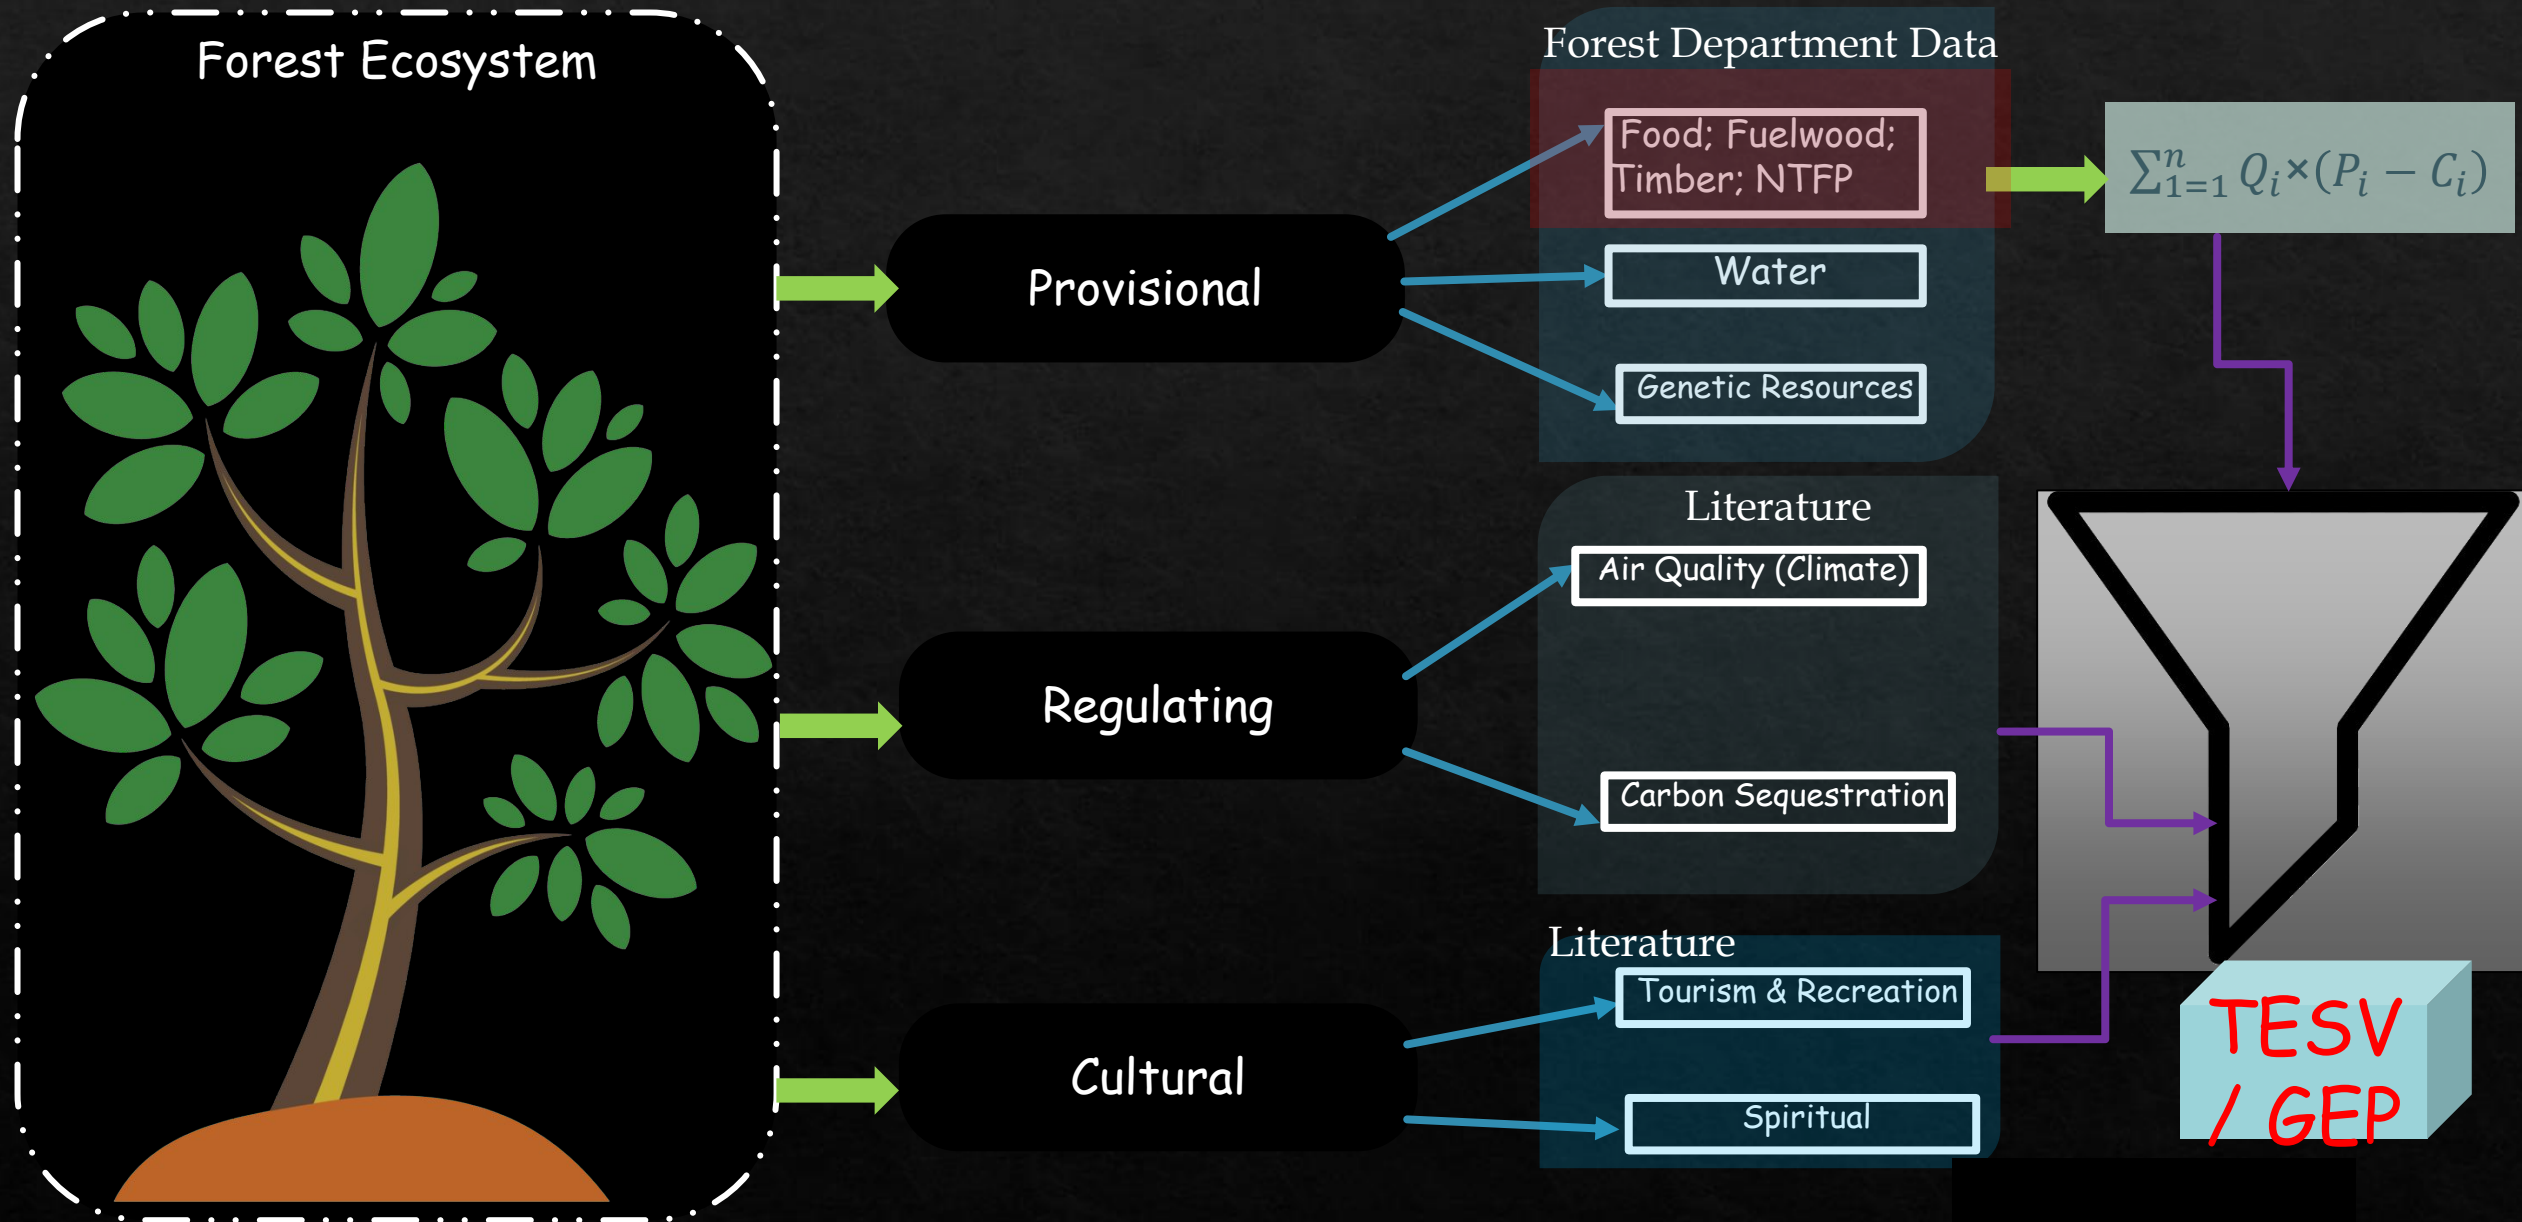 Forest Ecosystem
Provisional
Regulating
Cultural
Forest Department Data
Food; Fuelwood;
Timber; NTFP
Water
Genetic Resources
Literature
Air Quality (Climate)
Carbon Sequestration
Literature
Tourism & Recreation
Spiritual
∑ⁿ₁₌₁ Qᵢ×(Pᵢ − Cᵢ)
TESV
/ GEP